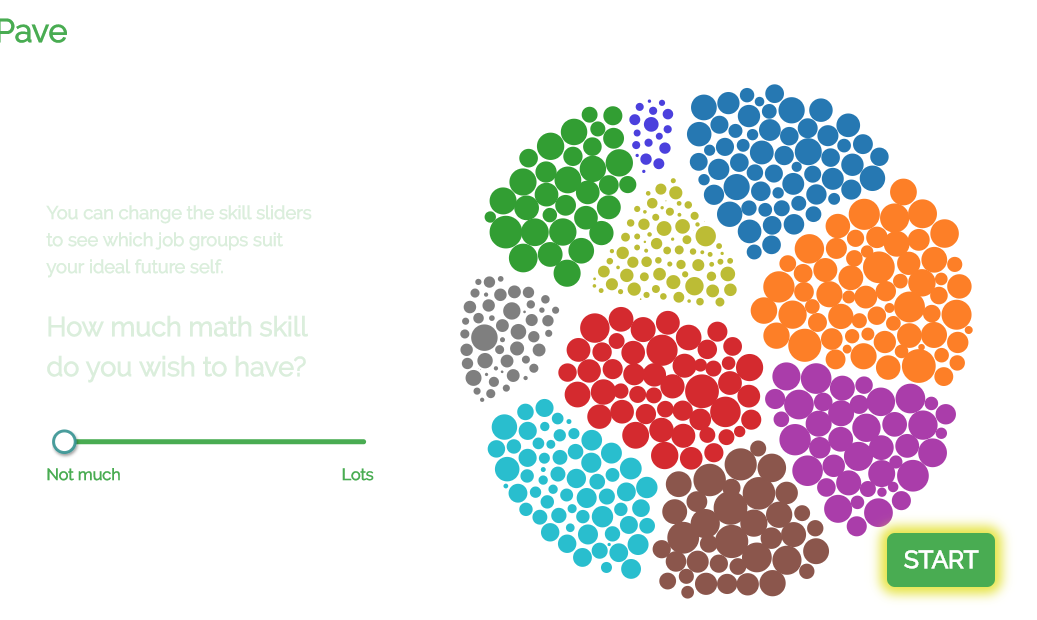 Pave
You can change the skill sliders
to see which job groups suit
your ideal future self.
How much math skill
do you wish to have?
Not much
Lots
START